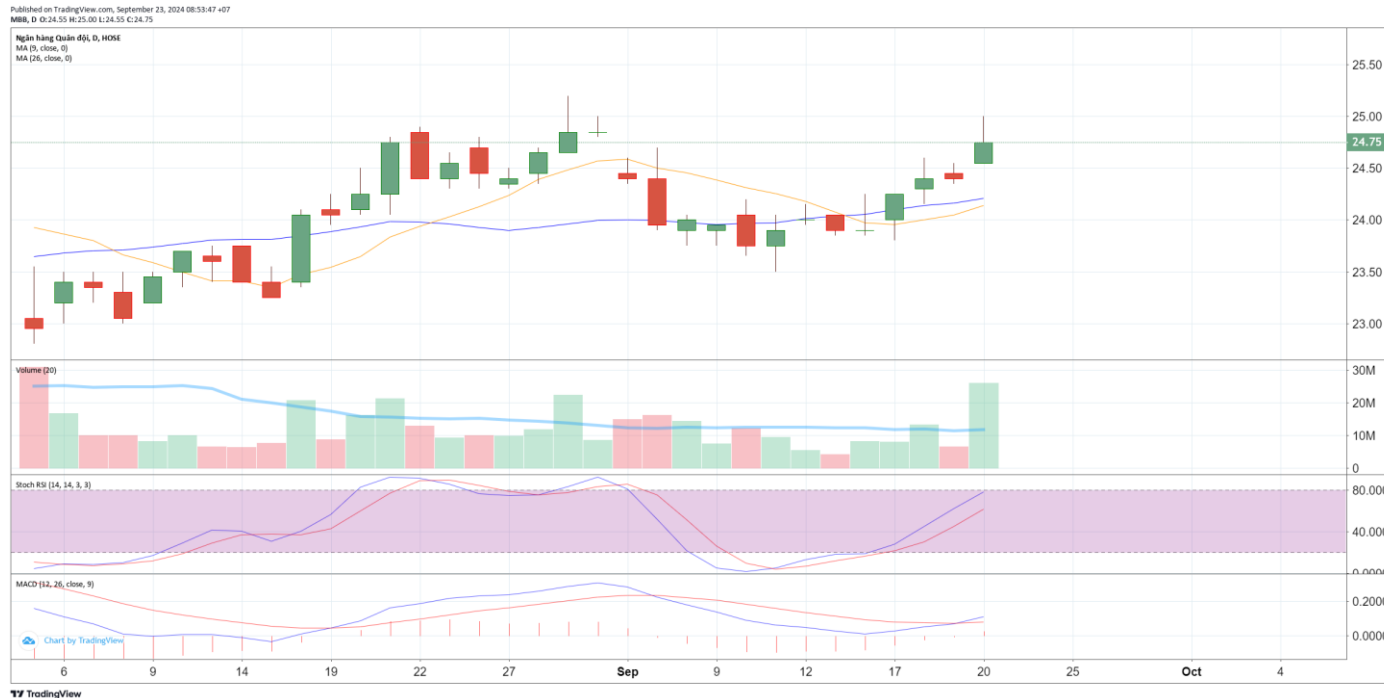 Published on TradingView.com, September 23, 2024 08:53:47 +07
MBB, D O:24.55 H:25.00 L:24.55 C:24.75
Ngân hàng Quân đội, D, HOSE
MA (9, close, 0)
MA (26, close, 0)
25.50
25.00
24.75
24.50
24.00
23.50
23.00
Volume (20)
30M
20M
10M
0
Stoch RSI (14, 14, 3, 3)
80.000
40.0000
0.0000
MACD (12, 26, close, 9)
0.2000
0.0000
Chart by TradingView
6 9 14 19 22 27 Sep 9 12 17 20 25 Oct 4
TradingView